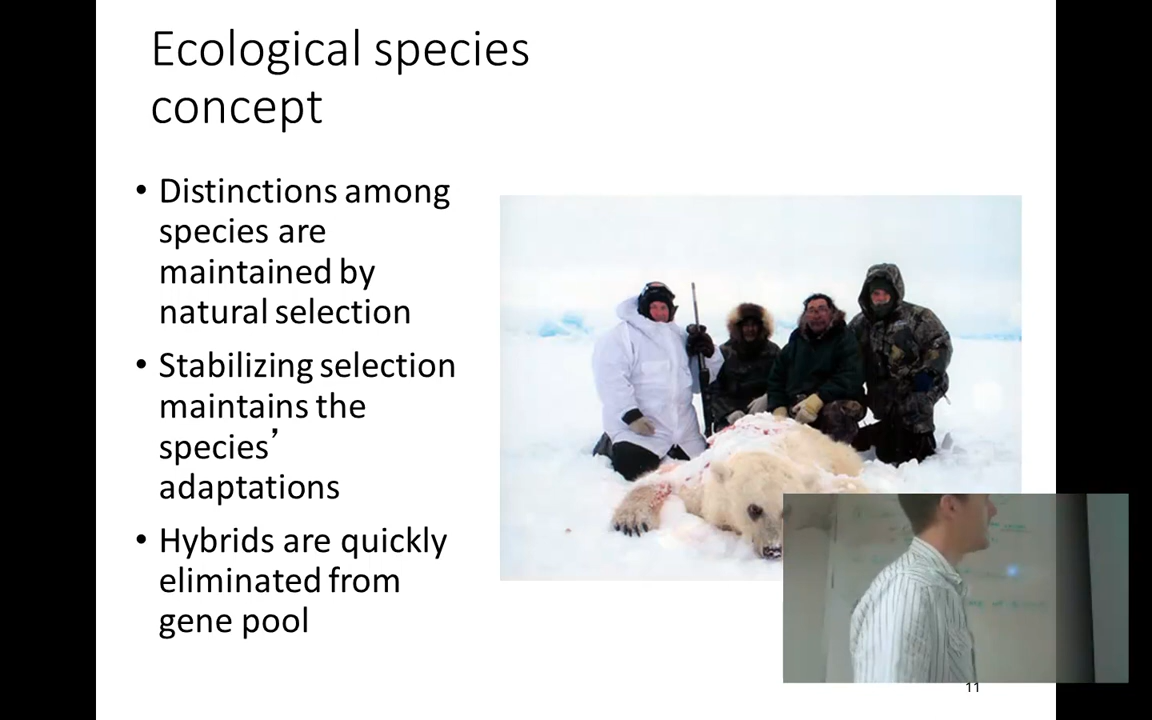 Ecological species
concept
• Distinctions among
species are
maintained by
natural selection
• Stabilizing selection
maintains the
species’
adaptations
• Hybrids are quickly
eliminated from
gene pool
11